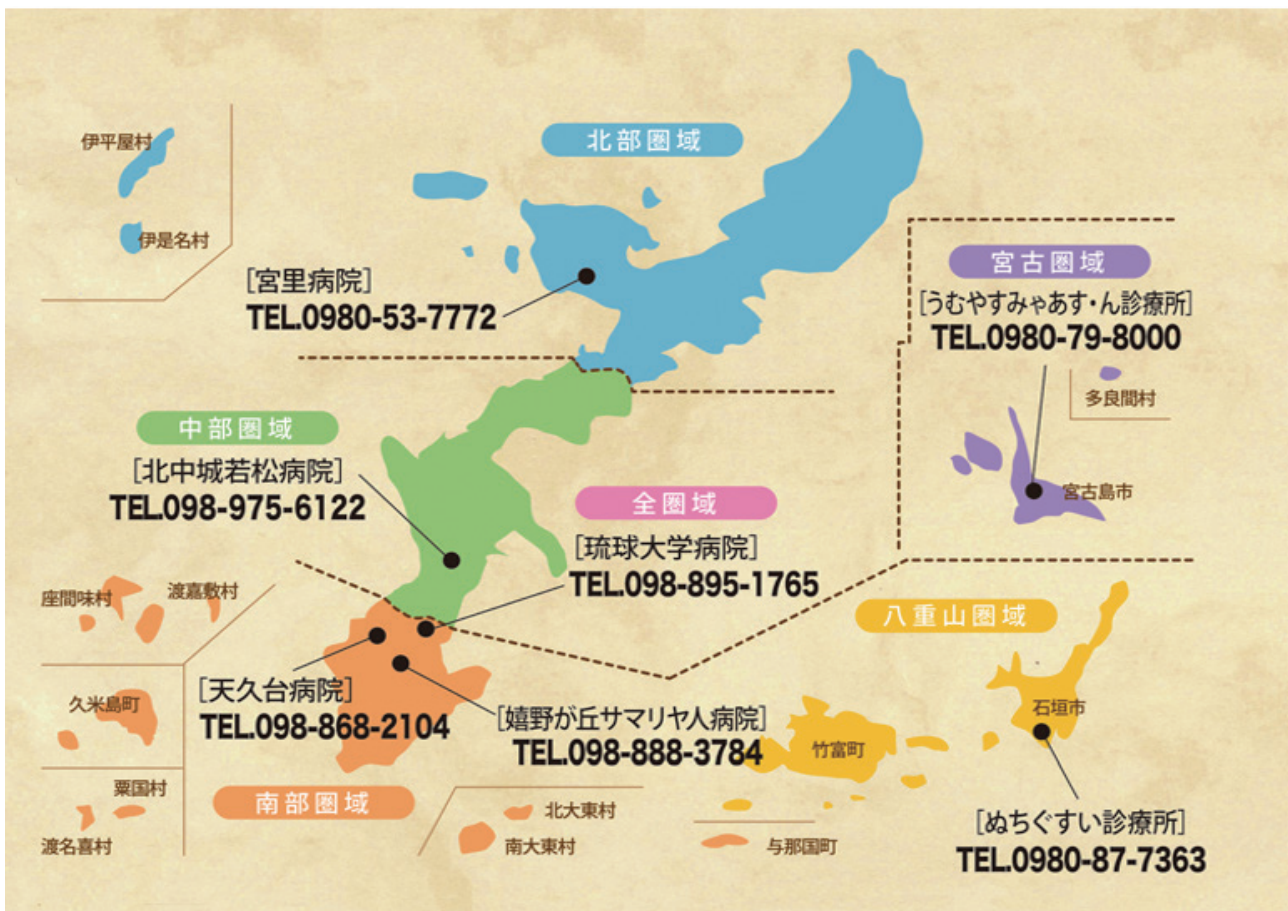 伊平屋村
伊是名村
北部圏域
[宮里病院]
TEL.0980-53-7772
宮古圏域
[うむやすみゃあす・ん診療所]
TEL.0980-79-8000
多良間村
宮古島市
中部圏域
[北中城若松病院]
TEL.098-975-6122
全圏域
[琉球大学病院]
TEL.098-895-1765
座間味村
渡嘉敷村
久米島町
粟国村
渡名喜村
[天久台病院]
TEL.098-868-2104
[嬉野が丘サマリヤ人病院]
TEL.098-888-3784
南部圏域
北大東村
南大東村
八重山圏域
石垣市
竹富町
与那国町
[ぬちぐすい診療所]
TEL.0980-87-7363